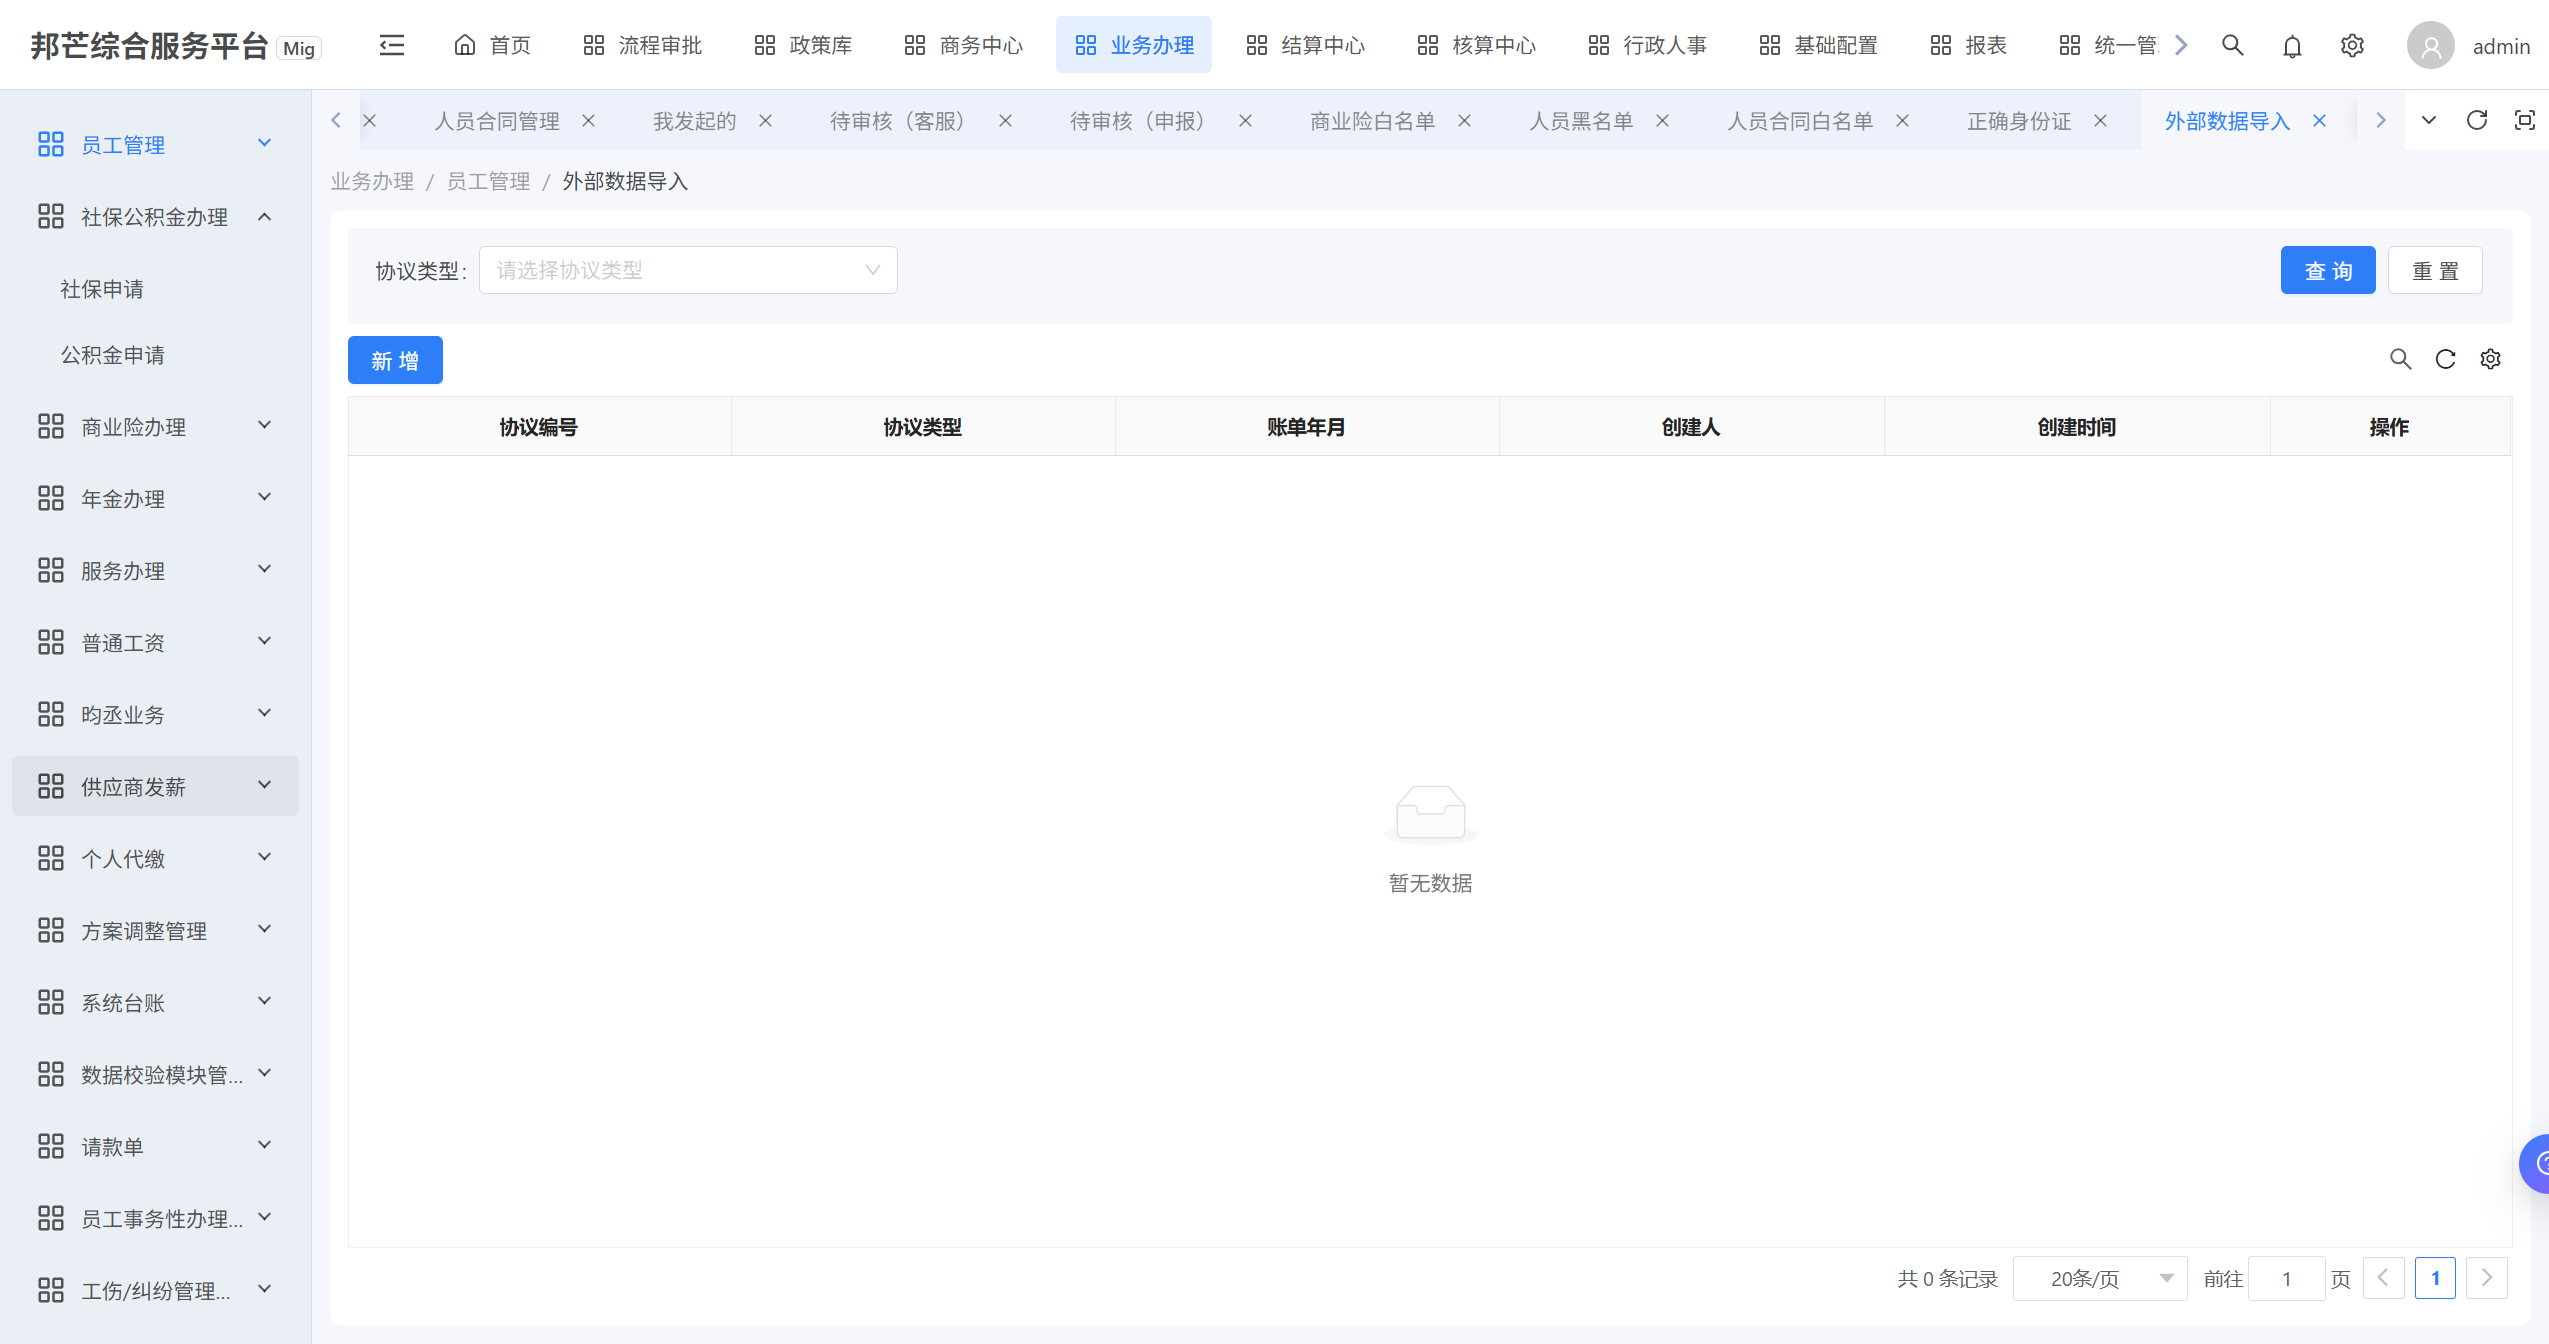 邦芒综合服务平台 Mig 首页 流程审批 政策库 商务中心 业务办理 结算中心 核算中心 行政人事 基础配置 报表 统一管 admin
人员合同管理 我发起的 待审核（客服） 待审核（申报） 商业险白名单 人员黑名单 人员合同白名单 正确身份证 外部数据导入
业务办理 / 员工管理 / 外部数据导入
员工管理
社保公积金办理
社保申请
公积金申请
商业险办理
年金办理
服务办理
普通工资
昀丞业务
供应商发薪
个人代缴
方案调整管理
系统台账
数据校验模块管...
请款单
员工事务性办理...
工伤/纠纷管理...
协议类型: 请选择协议类型 查询 重置
新增
协议编号 协议类型 账单年月 创建人 创建时间 操作
暂无数据
共 0 条记录 20条/页 前往 1 页 1